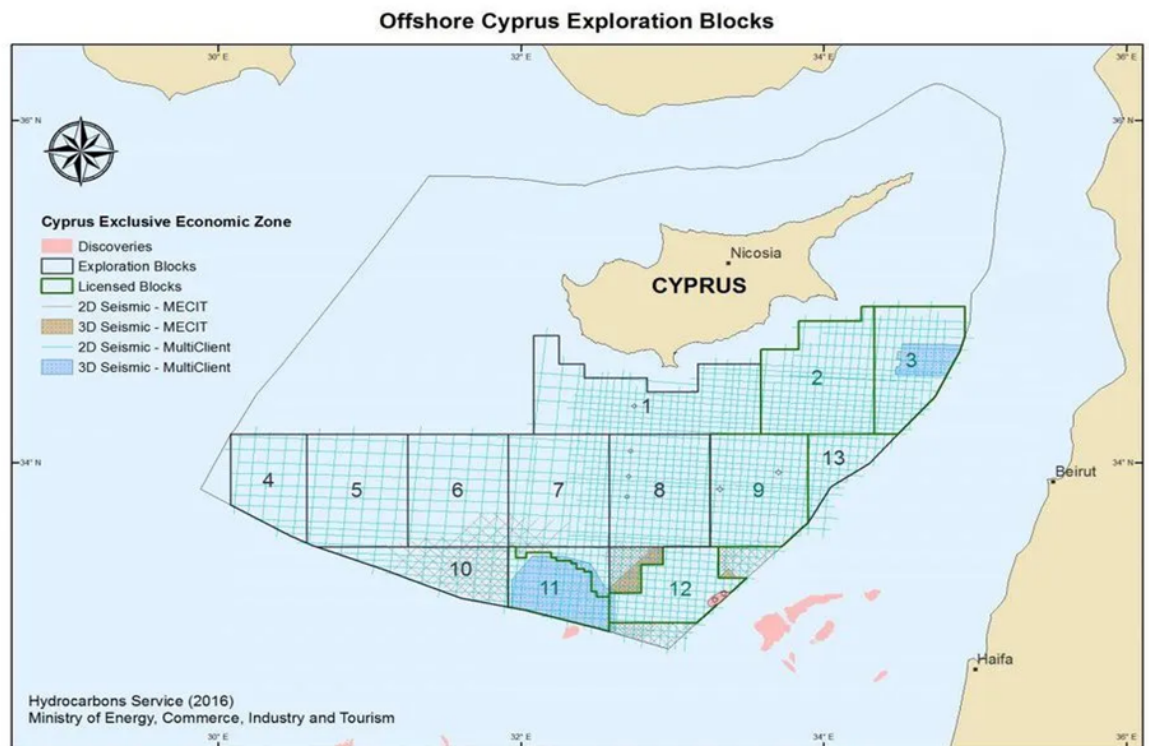 Offshore Cyprus Exploration Blocks
30° E
32° E
34° E
36° E
36° N
36° N
Cyprus Exclusive Economic Zone
Discoveries
Exploration Blocks
Licensed Blocks
2D Seismic - MECIT
3D Seismic - MECIT
2D Seismic - MultiClient
3D Seismic - MultiClient
Nicosia
CYPRUS
1
2
3
34° N
34° N
4
5
6
7
8
9
13
Beirut
10
11
12
Haifa
Hydrocarbons Service (2016)
Ministry of Energy, Commerce, Industry and Tourism
30° E
32° E
34° E
36° E